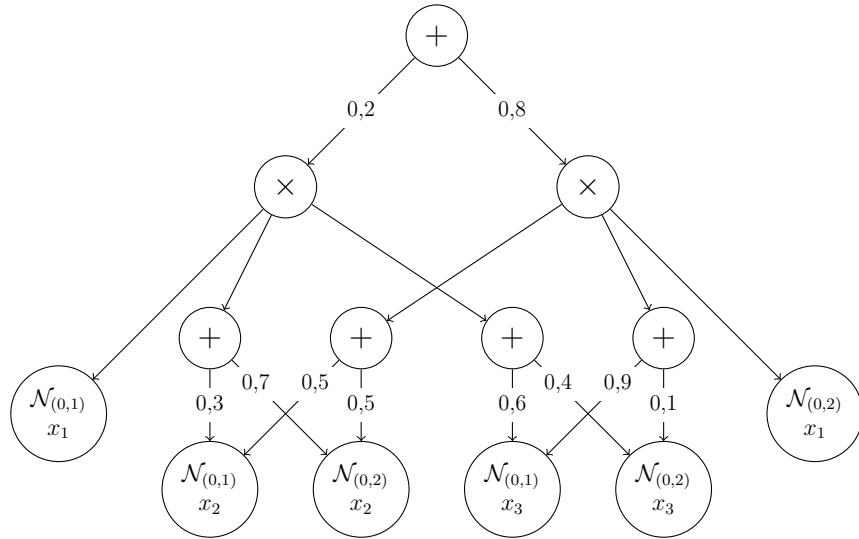 +
0,2
0,8
×
×
+
+
+
+
0,7
0,5
0,4
0,9
0,3
0,5
0,6
0,1
𝒩(0,1)
x₁
𝒩(0,2)
x₁
𝒩(0,1)
x₂
𝒩(0,2)
x₂
𝒩(0,1)
x₃
𝒩(0,2)
x₃